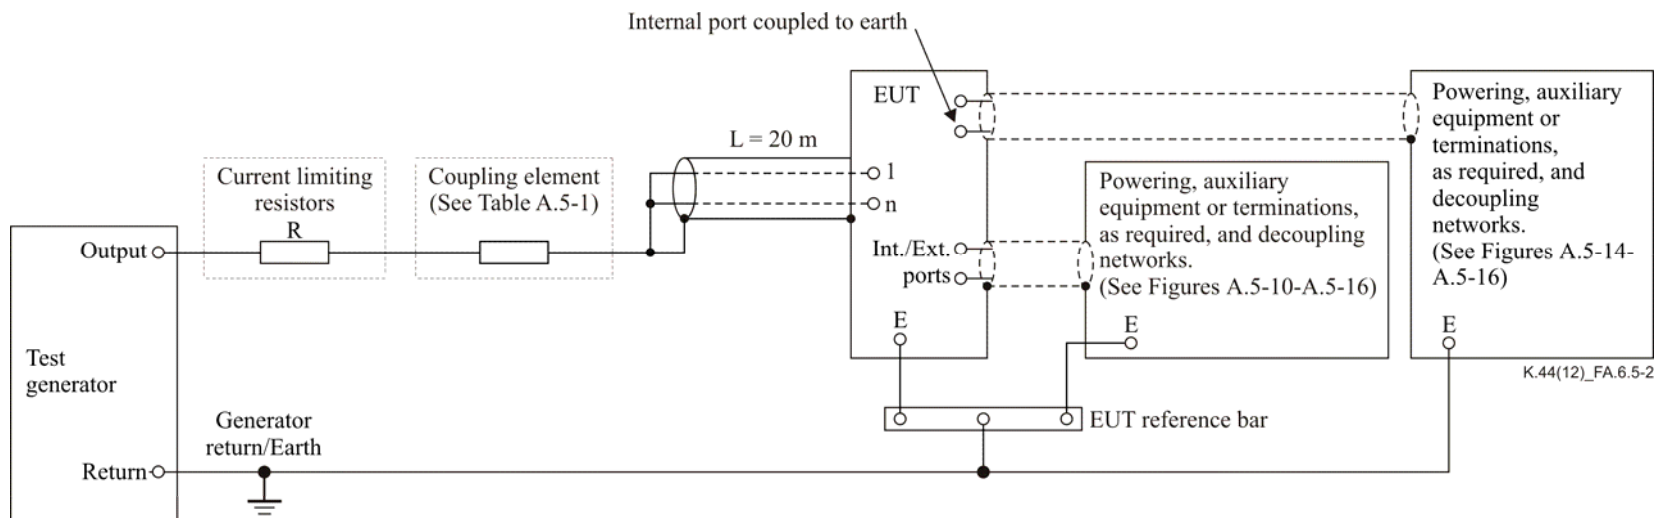 Internal port coupled to earth
EUT
L = 20 m
Current limiting
resistors
R
Coupling element
(See Table A.5-1)
l
n
Output
Int./Ext.
ports
E
Powering, auxiliary
equipment or terminations,
as required, and decoupling
networks.
(See Figures A.5-10-A.5-16)
E
Powering, auxiliary
equipment or
terminations,
as required, and
decoupling
networks.
(See Figures A.5-14-
A.5-16)
E
K.44(12)_FA.6.5-2
Test
generator
Generator
return/Earth
Return
EUT reference bar